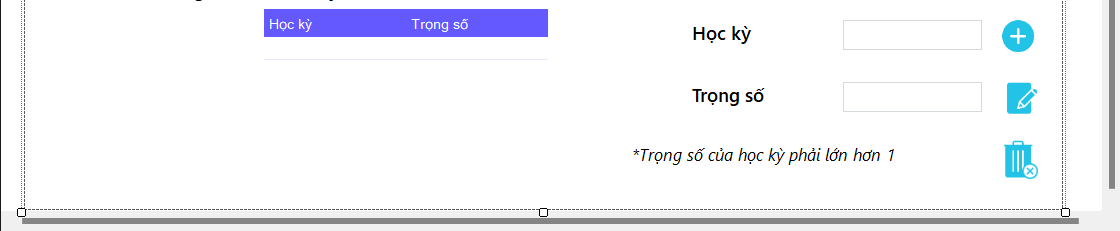 Học kỳ Trọng số
Học kỳ
Trọng số
*Trọng số của học kỳ phải lớn hơn 1